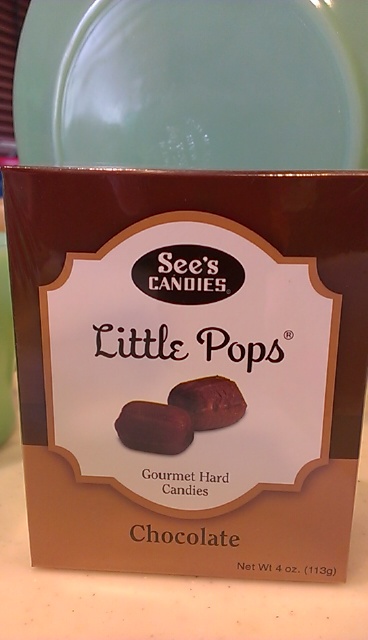 See's
CANDIES®
Little Pops®
Gourmet Hard
Candies
Chocolate
Net Wt 4 oz. (113g)